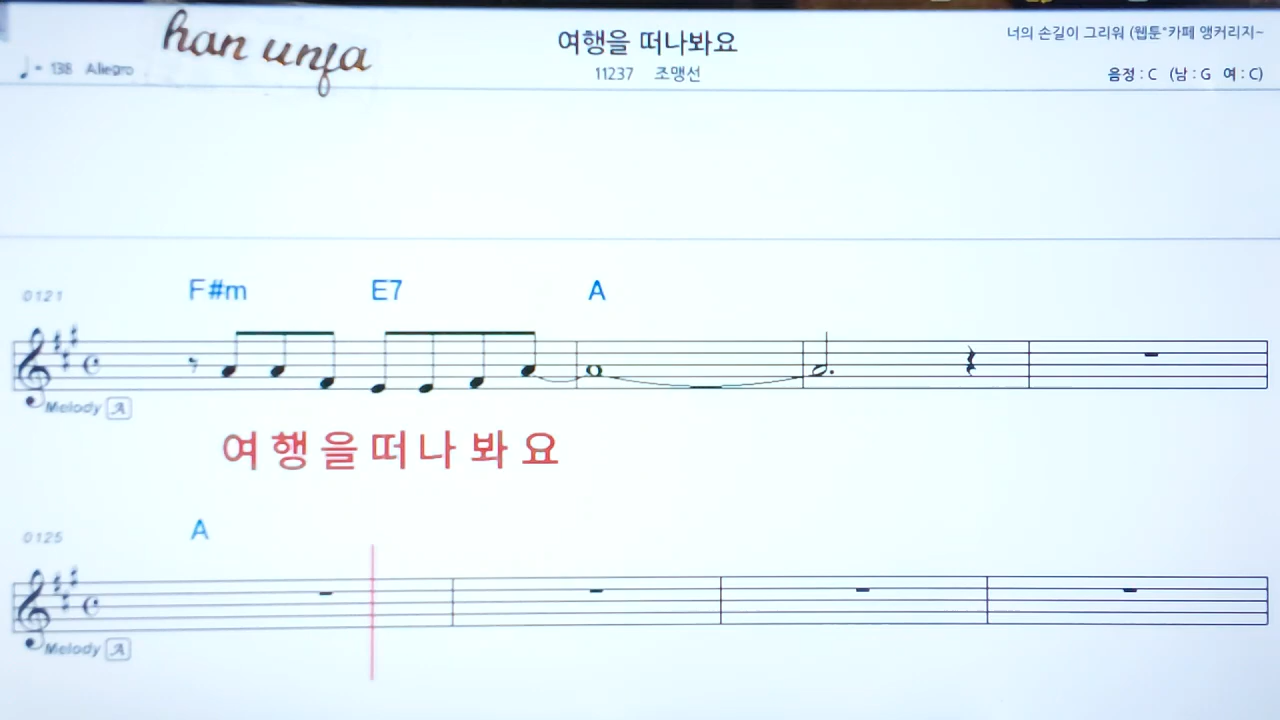 han unfa
여행을 떠나봐요
너의 손길이 그리워 (웹툰"카페 앵커리지~
♩ = 138 Allegro
11237 조맹선
음정 : C (남 : G 여 : C)
0121 F#m E7 A
Melody A
여행을떠나봐요
0125 A
Melody A